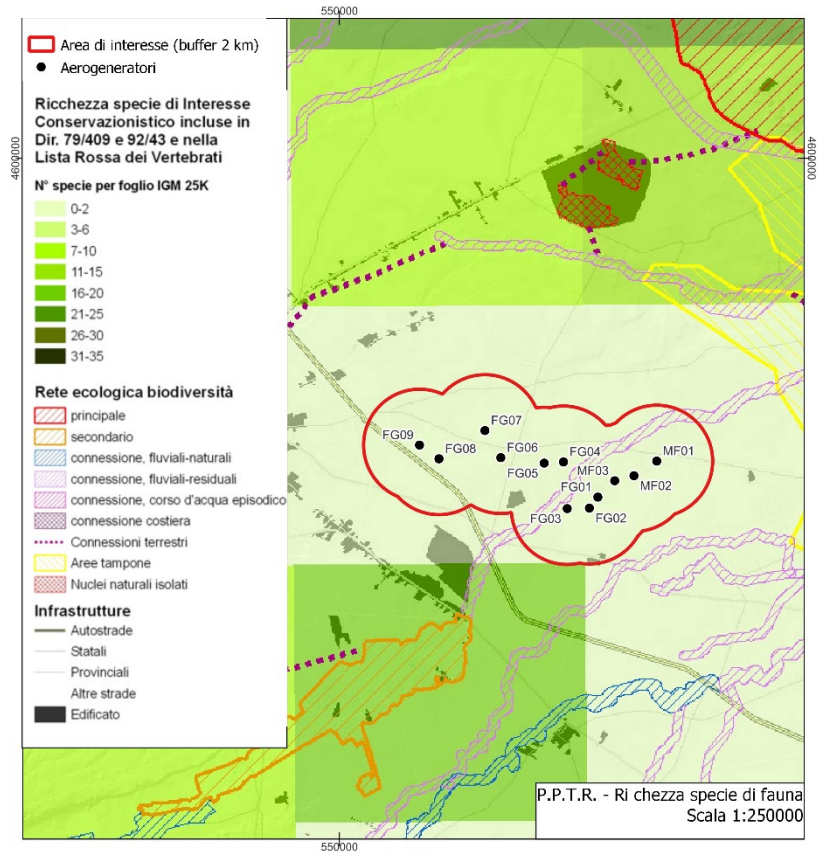 550000
Area di interesse (buffer 2 km)
Aerogeneratori
Ricchezza specie di Interesse
Conservazionistico incluse in
Dir. 79/409 e 92/43 e nella
Lista Rossa dei Vertebrati
N° specie per foglio IGM 25K
0-2
3-6
7-10
11-15
16-20
21-25
26-30
31-35
Rete ecologica biodiversità
principale
secondario
connessione, fluviali-naturali
connessione, fluviali-residuali
connessione, corso d'acqua episodico
connessione costiera
Connessioni terrestri
Aree tampone
Nuclei naturali isolati
Infrastrutture
Autostrade
Statali
Provinciali
Altre strade
Edificato
4600000
4600000
FG07
FG09
FG08
FG06
FG05
FG04
MF03
MF01
FG01
MF02
FG03
FG02
P.P.T.R. - Ri chezza specie di fauna
Scala 1:250000
550000